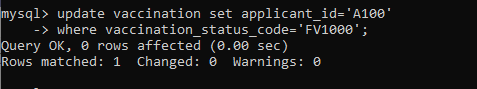 mysql> update vaccination set applicant_id='A100'
    -> where vaccination_status_code='FV1000';
Query OK, 0 rows affected (0.00 sec)
Rows matched: 1  Changed: 0  Warnings: 0